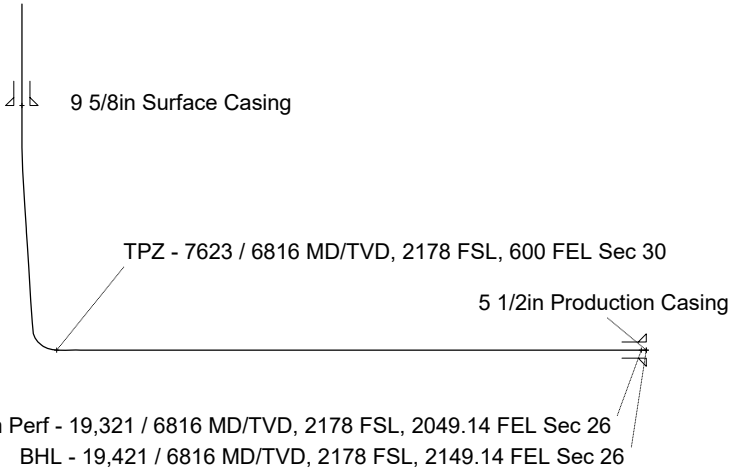 9 5/8in Surface Casing
TPZ - 7623 / 6816 MD/TVD, 2178 FSL, 600 FEL Sec 30
5 1/2in Production Casing
Perf - 19,321 / 6816 MD/TVD, 2178 FSL, 2049.14 FEL Sec 26
BHL - 19,421 / 6816 MD/TVD, 2178 FSL, 2149.14 FEL Sec 26